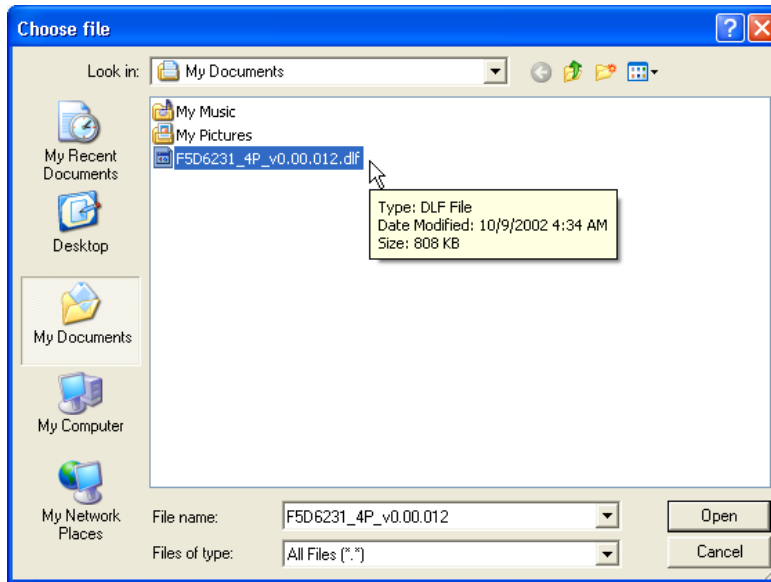 Choose file
Look in:
My Documents
My Recent
Documents
Desktop
My Documents
My Computer
My Network
Places
My Music
My Pictures
F5D6231_4P_v0.00.012.dlf
Type: DLF File
Date Modified: 10/9/2002 4:34 AM
Size: 808 KB
File name:
F5D6231_4P_v0.00.012
Open
Files of type:
All Files (*.*)
Cancel